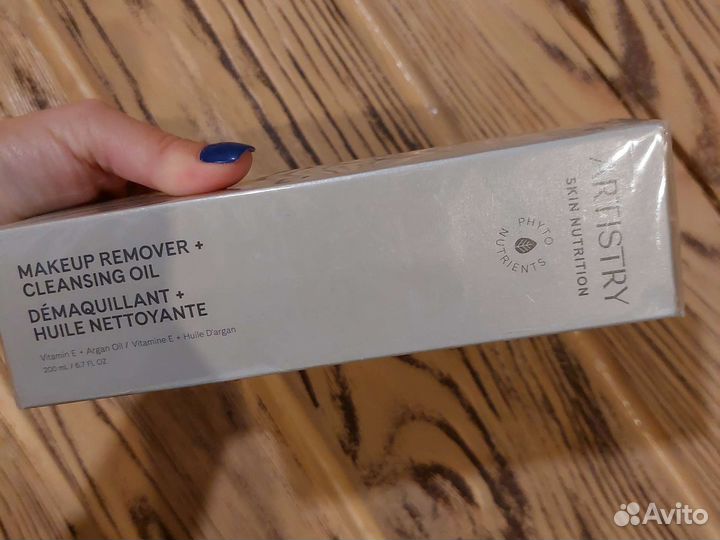 MAKEUP REMOVER +
CLEANSING OIL
DÉMAQUILLANT +
HUILE NETTOYANTE
Vitamin E + Argan Oil / Vitamine E + Huile D'argan
200 mL / 6.7 FL OZ
PHYTO
NUTRIENTS
ARTISTRY
SKIN NUTRITION
Avito